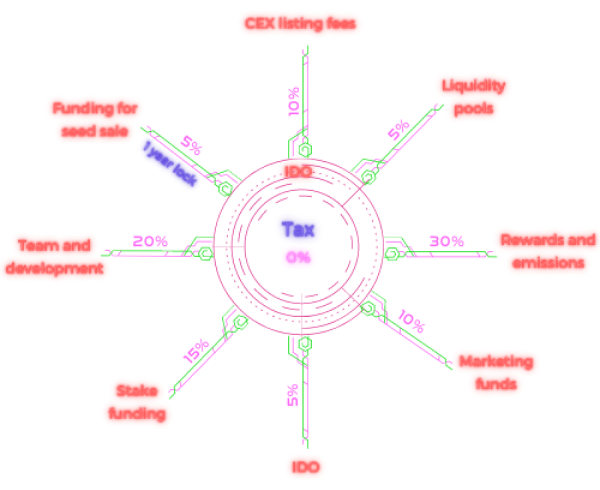 CEX listing fees
10%
Liquidity
pools
5%
Funding for
seed sale
5%
1 year lock
IDO
Tax
0%
Team and
development
20%
30%
Rewards and
emissions
10%
Marketing
funds
15%
Stake
funding
5%
IDO